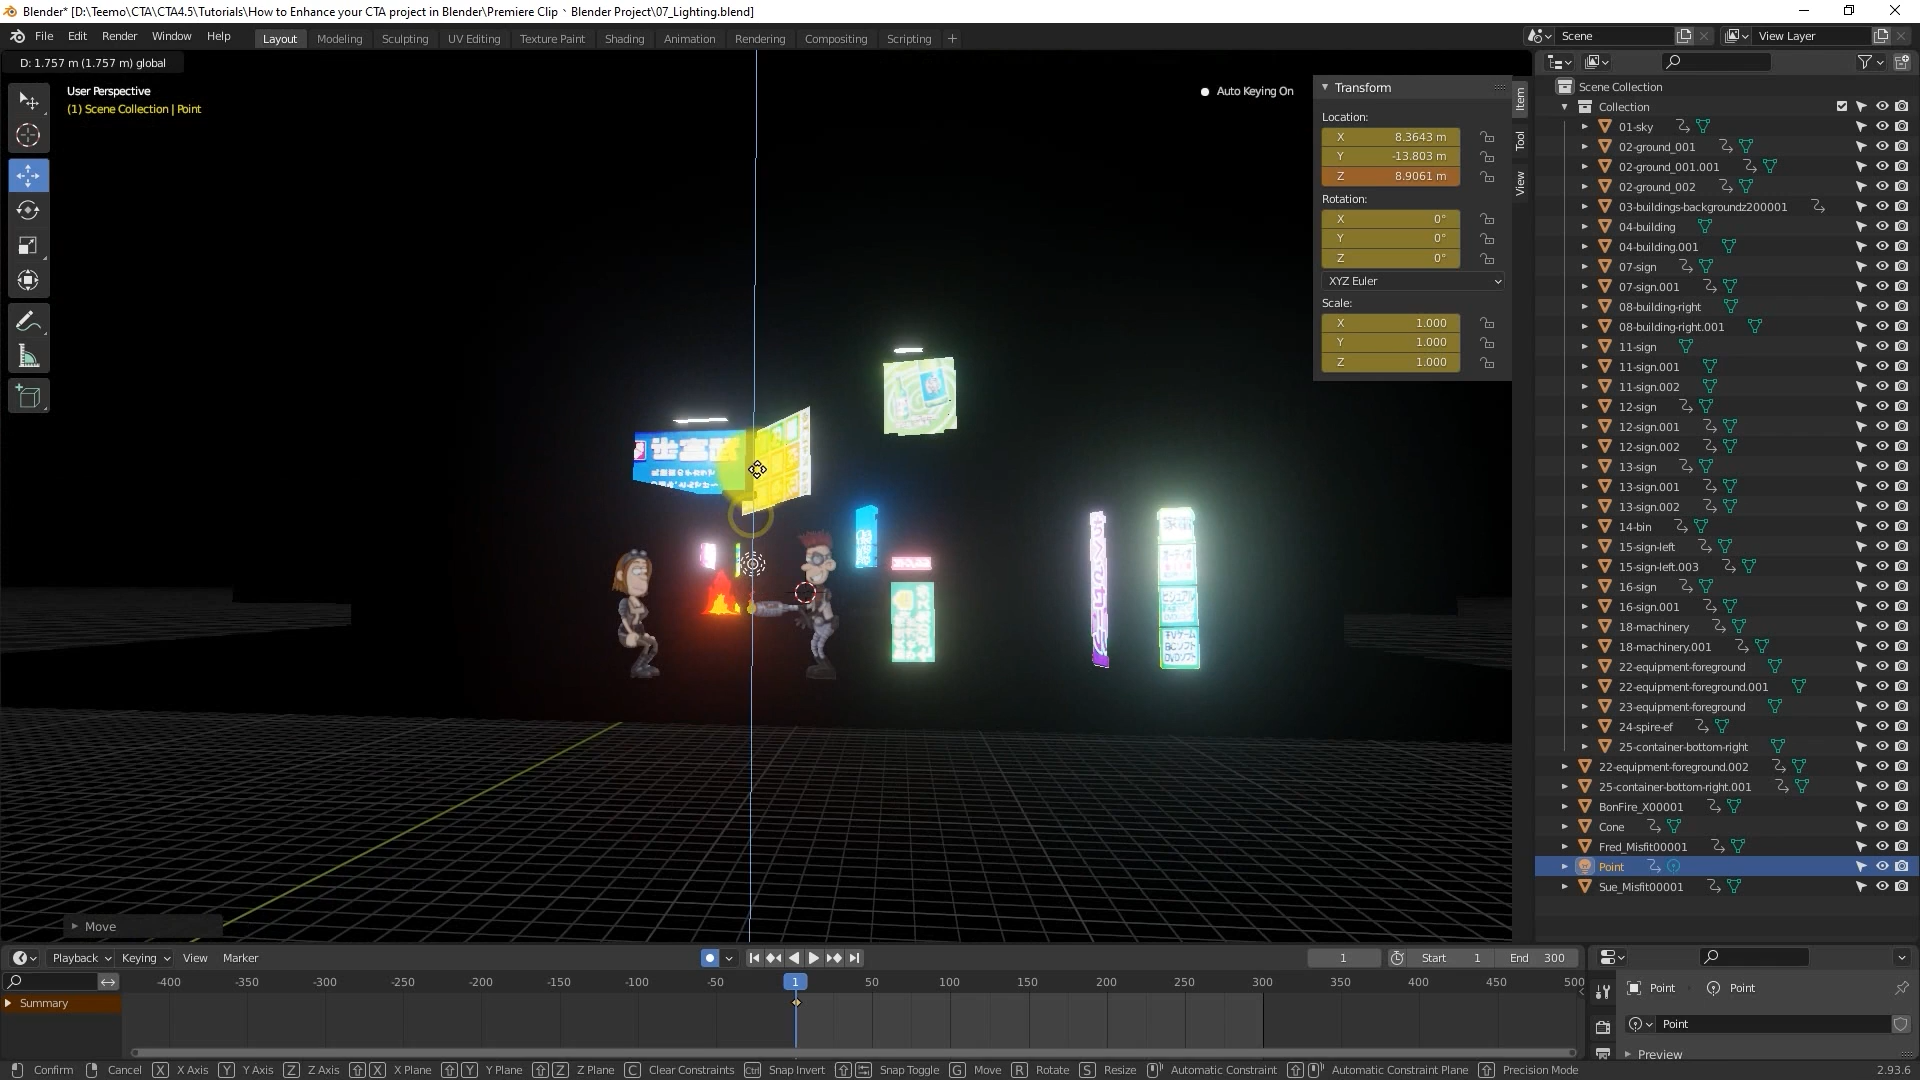 Blender* [D:\Teemo\CTA\CTA4.5\Tutorials\How to Enhance your CTA project in Blender\Premiere Clip、Blender Project\07_Lighting.blend]
File Edit Render Window Help Layout Modeling Sculpting UV Editing Texture Paint Shading Animation Rendering Compositing Scripting + Scene View Layer
D: 1.757 m (1.757 m) global
User Perspective
(1) Scene Collection | Point
Auto Keying On
Transform
Location:
X 8.3643 m
Y -13.803 m
Z 8.9061 m
Rotation:
X 0°
Y 0°
Z 0°
XYZ Euler
Scale:
X 1.000
Y 1.000
Z 1.000
Item
Tool
View
Scene Collection
Collection
01-sky
02-ground_001
02-ground_001.001
02-ground_002
03-buildings-backgroundz200001
04-building
04-building.001
07-sign
07-sign.001
08-building-right
08-building-right.001
11-sign
11-sign.001
11-sign.002
12-sign
12-sign.001
12-sign.002
13-sign
13-sign.001
13-sign.002
14-bin
15-sign-left
15-sign-left.003
16-sign
16-sign.001
18-machinery
18-machinery.001
22-equipment-foreground
22-equipment-foreground.001
23-equipment-foreground
24-spire-ef
25-container-bottom-right
22-equipment-foreground.002
25-container-bottom-right.001
BonFire_X00001
Cone
Fred_Misfit00001
Point
Sue_Misfit00001
TVゲーム
DVDソフト
Move
Playback Keying View Marker 1 Start 1 End 300
-400 -350 -300 -250 -200 -150 -100 -50 1 50 100 150 200 250 300 350 400 450 500
Summary
Point Point
Point
Preview
Confirm Cancel X X Axis Y Y Axis Z Z Axis X X Plane Y Y Plane Z Z Plane C Clear Constraints Ctrl Snap Invert Snap Toggle G Move R Rotate S Resize Automatic Constraint Automatic Constraint Plane Precision Mode 2.93.6